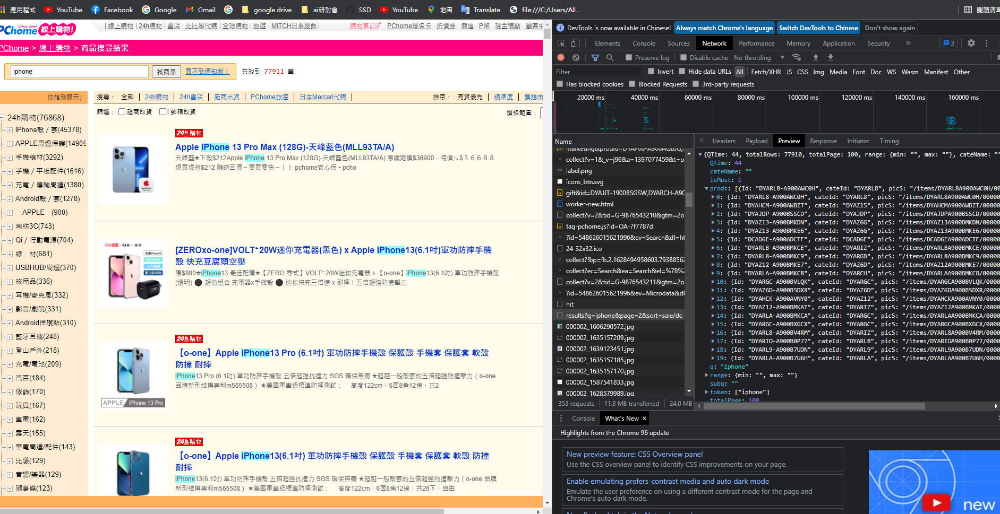 應用程式 YouTube Facebook Google Gmail google drive ai研討會 SSD YouTube 地圖 Translate file:///C:/Users/All... 閱讀清單
Since 2000
PChome 線上購物!
| 線上購物 | 24h購物 | 書店 | 比比昂代購 | 全球購物 | 旅遊 | MiTCH日系服飾 |
購物車 PChome聯名卡 折價券 儲值 P幣 現金積點 顧客中
PChome > 線上購物 > 商品搜尋結果
iphone 找商品 買不到通知我！ 共找到 77911 筆
依館別顯示↓
24h購物(76868)
iPhone殼 / 套(45378)
APPLE周邊保護(14905
手機線材(3292)
手機 / 平板配件(1616)
充電 / 傳輸周邊(1380)
Android殼 / 套(1278)
APPLE (900)
南紡3C(743)
Qi / 行動電源(704)
線 材(681)
USBHUB/周邊(370)
旅用品(336)
耳機/麥克風(332)
影音/劇院(331)
Android保護貼(310)
藍牙耳機(248)
登山戶外(218)
充電/電池(209)
汽百(184)
傢飾(170)
玩具(167)
車電(162)
露天(155)
筆電周邊/配件(143)
比漾(129)
音響/樂器(129)
隨身碟(123)
搜尋： 全部 | 24h購物 | 24h書店 | 廠商出貨 | PChome旅遊 | 日本Mercari代購 |
排序： 有貨優先 | 精準度 | 價錢由
篩選： 超商取貨 i 郵箱取貨
價格範圍：
24h購物
Apple iPhone 13 Pro Max (128G)-天峰藍色(MLL93TA/A)
天峰藍★下殺$212Apple iPhone 13 Pro Max (128G)-天峰藍色(MLL93TA/A) 原網路價$36900．特價↘$３６６８８
現買現省$212 隨時回價～要買要快～！！ pchome安心保 • pcho
[ZEROxo-one]VOLT⁺20W迷你充電器(黑色) x Apple iPhone13(6.1吋)軍功防摔手機
殼 快充豆腐頭空壓
原$880★iPhone13 最佳配備★【ZERO 零式】VOLT⁺ 20W迷你充電器 x 【o-one】iPhone13(6.1吋) 軍功防摔手機殼
(透明) ⚫ 超值組合 充電器x手機殼 ⚫ 迷你快充三倍速 x 耐摔！五倍超強防撞擊力
24h購物
【o-one】Apple iPhone13 Pro (6.1吋) 軍功防摔手機殼 保護殼 手機套 保護套 軟殼
防撞 耐摔
iPhone13 Pro (6.1吋) 軍功防摔手機殼 五倍超強抗撞力 SGS 環保無毒 ★超越一般殼套的五倍超強防撞擊力（o-one
品牌新型結構專利m565508）★美國軍事級標準防摔測試： 高度122cm，6面8角12邊，共2
APPLE iPhone 13 Pro
24h購物
【o-one】Apple iPhone13(6.1吋) 軍功防摔手機殼 保護殼 手機套 保護套 軟殼 防撞
耐摔
iPhone13(6.1吋) 軍功防摔手機殼 五倍超強抗撞力 SGS 環保無毒 ★超越一般殼套的五倍超強防撞擊力（o-one 品牌
新型結構專利m565508）★美國軍事級標準防摔測試： 高度122cm，6面8角12邊，共26下，自由
DevTools is now available in Chinese! Always match Chrome's language Switch DevTools to Chinese Don't show again
Elements Console Sources Network Performance Memory Application Security » 3
Preserve log Disable cache No throttling
Filter Invert Hide data URLs All Fetch/XHR JS CSS Img Media Font Doc WS Wasm Manifest Other
Has blocked cookies Blocked Requests 3rd-party requests
20000 ms 40000 ms 60000 ms 80000 ms 100000 ms 120000 ms 140000 ms 160000 ms
Name
collect?v=1&_v=j96&a=1397077459&t=p
label.png
icons_btn.svg
gift&id=DYAJJT-1900BSGSW,DYARCH-A90
worker-new.html
collect?v=2&tid=G-9876543210&gtm=2o
tag-pchome.js?id=OA-7f7787d
?id=548626015621996&ev=Search&dl=ht
24-32x32.ico
collect?fbp=fb.2.1628494958603.79388562
collect?ec=Search&ea=Search&el=%7B%2
collect?v=2&tid=G-9876543211&gtm=2o
?id=548626015621996&ev=Microdata&dl
hit
results?q=iphone&page=2&sort=sale/dc
000002_1606290572.jpg
000002_1635157209.jpg
000002_1639123451.jpg
000002_1635157185.jpg
000002_1635157170.jpg
000002_1587541833.jpg
000002_1628579989.jpg
353 requests 11.8 MB transferred 24.0 MB
× Headers Payload Preview Response Initiator Timing
{QTime: 44, totalRows: 77910, totalPage: 100, range: {min: "", max: ""}, cateName: "
QTime: 44
cateName: ""
isMust: 1
prods: [{Id: "DYARL8-A900AWC0H", cateId: "DYARL8", picS: "/items/DYARL8A900AWC0H/00
0: {Id: "DYARL8-A900AWC0H", cateId: "DYARL8", picS: "/items/DYARL8A900AWC0H/00000
1: {Id: "DYAHCM-A900AWBZT", cateId: "DYAZ15", picS: "/items/DYAHCMA900AWBZT/00000
2: {Id: "DYAJDP-A900BSSCD", cateId: "DYAJDP", picS: "/items/DYAJDPA900BSSCD/00000
3: {Id: "DYAZ13-A900BMKDN", cateId: "DYAZ6G", picS: "/items/DYAZ13A900BMKDN/00000
4: {Id: "DYAZ13-A900BMKE6", cateId: "DYAZ6G", picS: "/items/DYAZ13A900BMKE6/00000
5: {Id: "DCAD6E-A900ADCTF", cateId: "DCAD6E", picS: "/items/DCAD6EA900ADCTF/00000
6: {Id: "DYARLB-A900BMKCE", cateId: "DYARIZ", picS: "/items/DYARLBA900BMKCE/00000
7: {Id: "DYARL8-A900BMKC9", cateId: "DYARGB", picS: "/items/DYARL8A900BMKC9/00000
8: {Id: "DYAZ12-A900BMKE7", cateId: "DYAZ6D", picS: "/items/DYAZ12A900BMKE7/00000
9: {Id: "DYARLA-A900BMKC8", cateId: "DYARCH", picS: "/items/DYARLAA900BMKC8/00000
10: {Id: "DYARGC-A900BVLQK", cateId: "DYARGC", picS: "/items/DYARGCA900BVLQK/0000
11: {Id: "DYAZ6D-A900BSDXR", cateId: "DYAZ6D", picS: "/items/DYAZ6DA900BSDXR/0000
12: {Id: "DYAHCK-A900AVNY0", cateId: "DYAZ12", picS: "/items/DYAHCKA900AVNY0/0000
13: {Id: "DYAZ12-A900BMKAT", cateId: "DYARIZ", picS: "/items/DYAZ12A900BMKAT/0000
14: {Id: "DYARLA-A900BMKCA", cateId: "DYARGC", picS: "/items/DYARLAA900BMKCA/0000
15: {Id: "DYARGC-A900BXGCX", cateId: "DYARGC", picS: "/items/DYARGCA900BXGCX/0000
16: {Id: "DYARL8-A900BV4RM", cateId: "DYARIZ", picS: "/items/DYARL8A900BV4RM/0000
17: {Id: "DYARIO-A900B0P77", cateId: "DYARLB", picS: "/items/DYARIOA900B0P77/0000
18: {Id: "DYARL9-A900B7UDN", cateId: "DYARL9", picS: "/items/DYARL9A900B7UDN/0000
19: {Id: "DYARLA-A900B7U6H", cateId: "DYARLA", picS: "/items/DYARLAA900B7U6H/0000
q: "iphone"
range: {min: "", max: ""}
subq: ""
token: ["iphone"]
totalPage: 100
Console What's New ×
Highlights from the Chrome 96 update
New preview feature: CSS Overview panel
Use the CSS overview panel to identify CSS improvements on your page.
Enable emulating prefers-contrast media and auto dark mode
Emulate the user preference on using a different contrast mode for the page and
Chrome's auto dark mode.
new